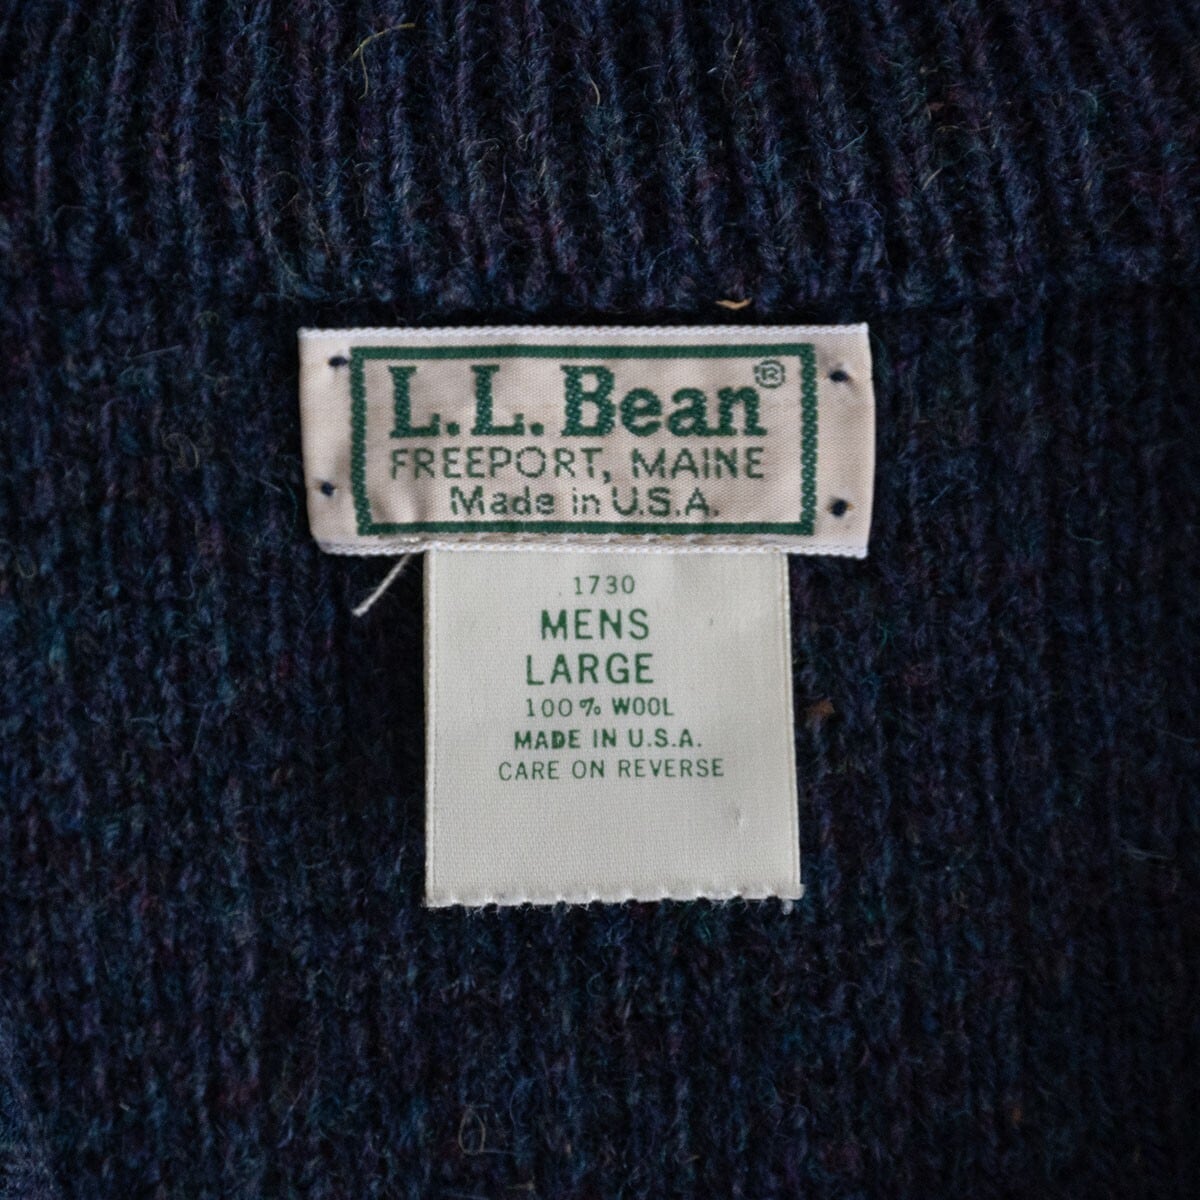 L.L.Bean®
FREEPORT, MAINE
Made in U.S.A.
1730
MENS
LARGE
100% WOOL
MADE IN U.S.A.
CARE ON REVERSE